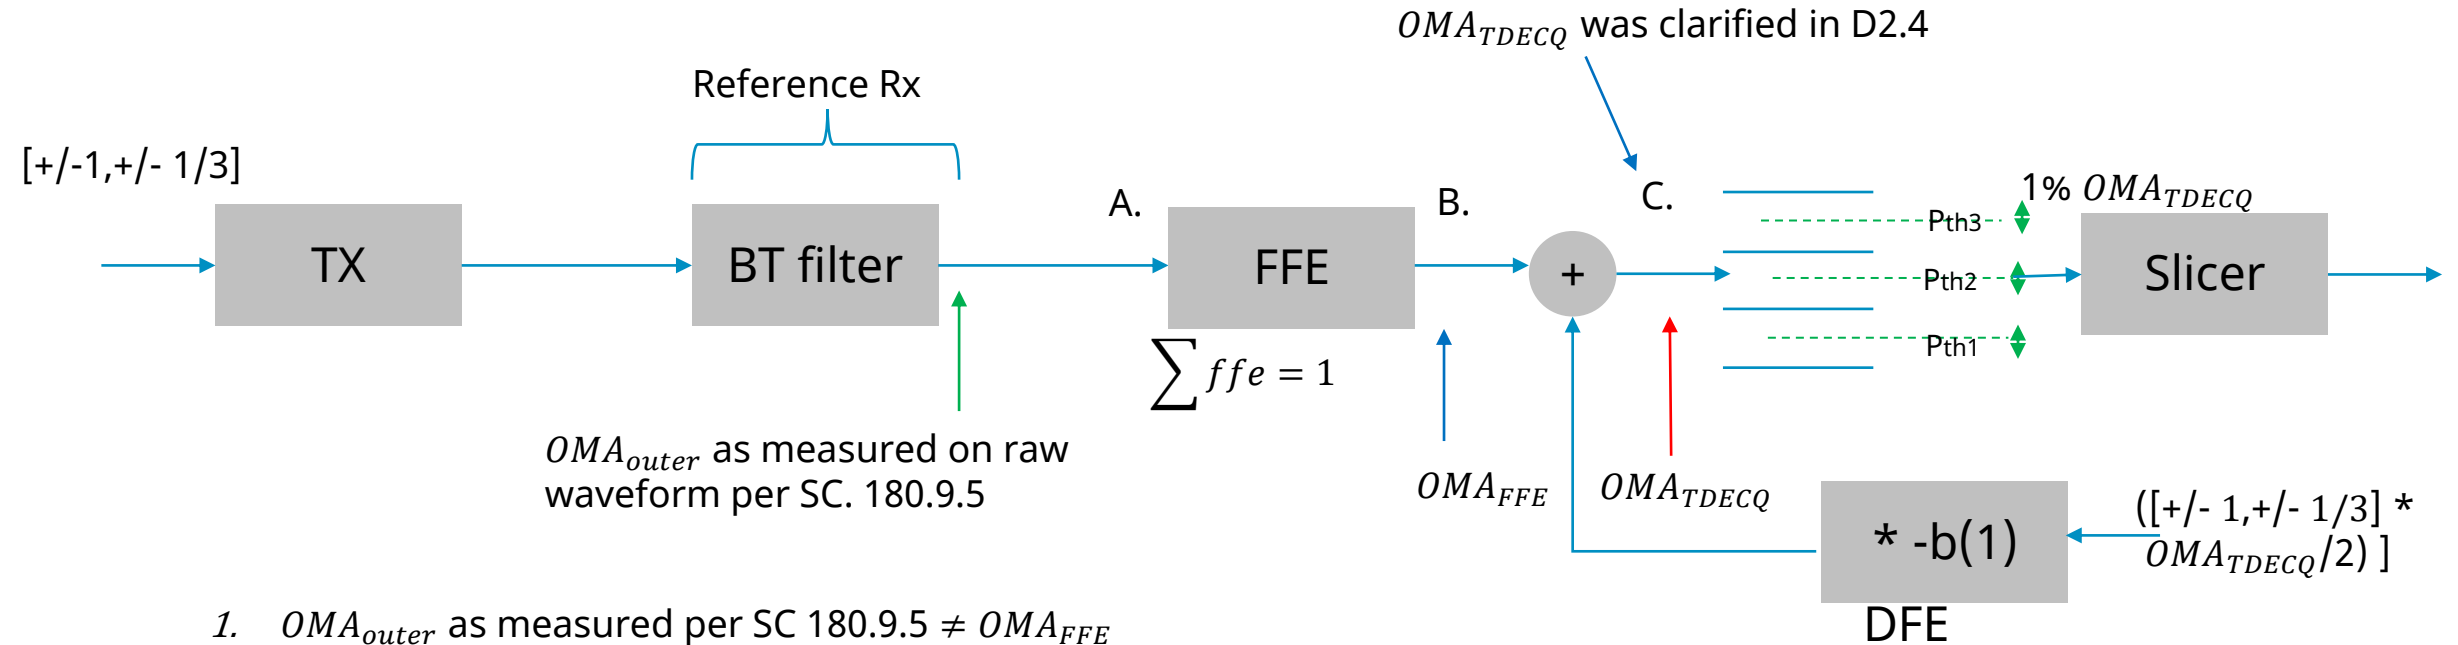 OMA_TDECQ was clarified in D2.4
Reference Rx
[+/-1,+/- 1/3]
A.
B.
C.
1% OMA_TDECQ
Pth3
TX
BT filter
FFE
+
Pth2
Slicer
Pth1
∑ ffe = 1
OMA_outer as measured on raw
waveform per SC. 180.9.5
OMA_FFE
OMA_TDECQ
* -b(1)
([+/- 1,+/- 1/3] *
OMA_TDECQ/2) ]
DFE
1. OMA_outer as measured per SC 180.9.5 ≠ OMA_FFE